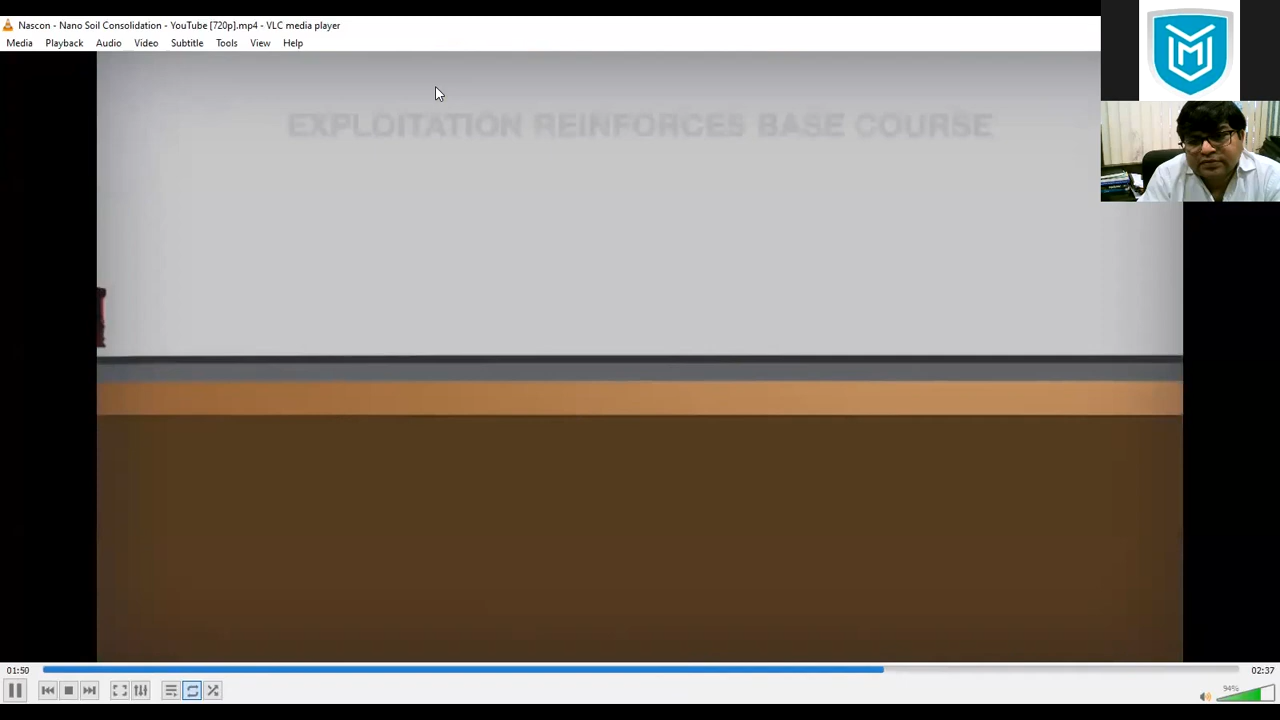 Nascon - Nano Soil Consolidation - YouTube [720p].mp4 - VLC media player
Media Playback Audio Video Subtitle Tools View Help
EXPLOITATION REINFORCES BASE COURSE
01:50
02:37
94%